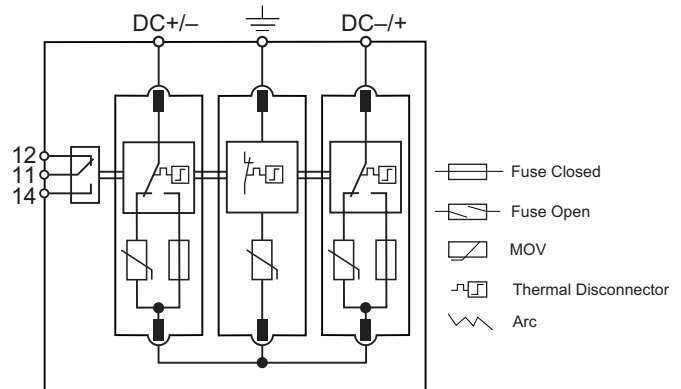 DC+/– DC–/+
12
11
14
Fuse Closed
Fuse Open
MOV
Thermal Disconnector
Arc